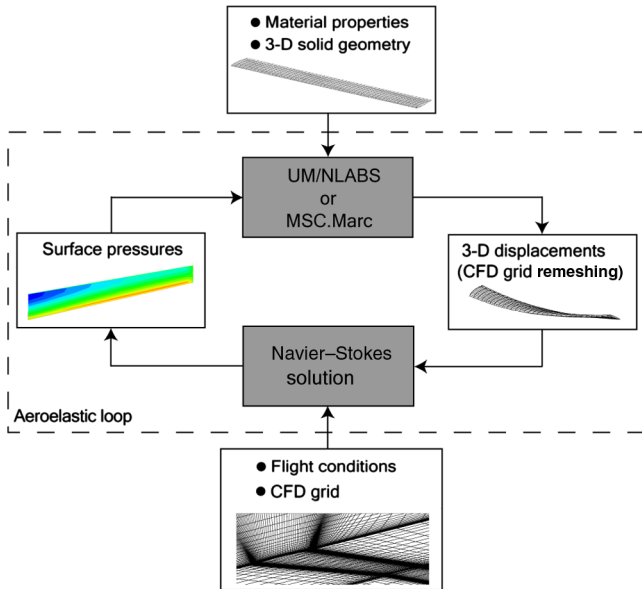 ● Material properties
● 3-D solid geometry
UM/NLABS
or
MSC.Marc
Surface pressures
3-D displacements
(CFD grid remeshing)
Navier–Stokes
solution
Aeroelastic loop
● Flight conditions
● CFD grid